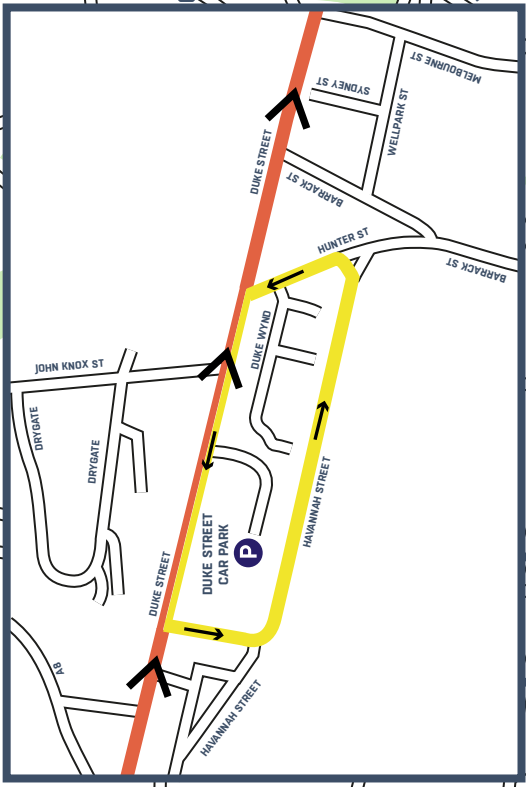 MELBOURNE ST
SYDNEY ST
WELLPARK ST
DUKE STREET
BARRACK ST
HUNTER ST
BARRACK ST
DUKE WYND
JOHN KNOX ST
DRYGATE
DRYGATE
HAVANNAH STREET
DUKE STREET
CAR PARK
P
DUKE STREET
A8
HAVANNAH STREET